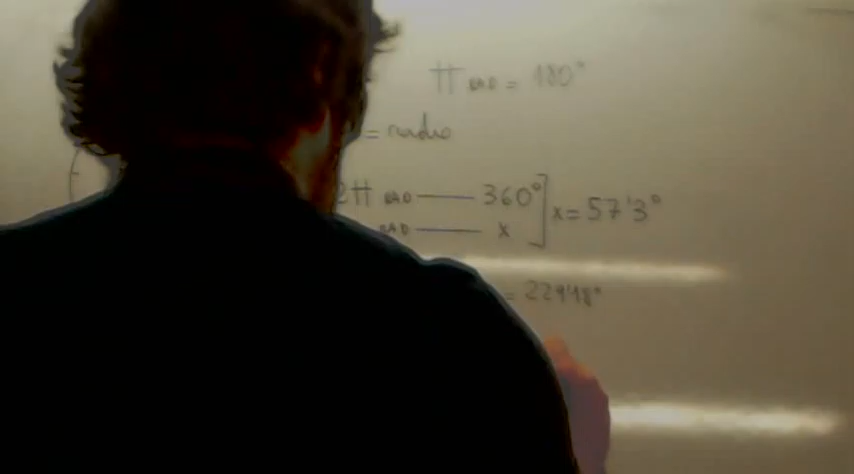 π RAD = 180°
= radio
2π RAD — 360°
RAD — x
] x = 57'3°
= 229'18°